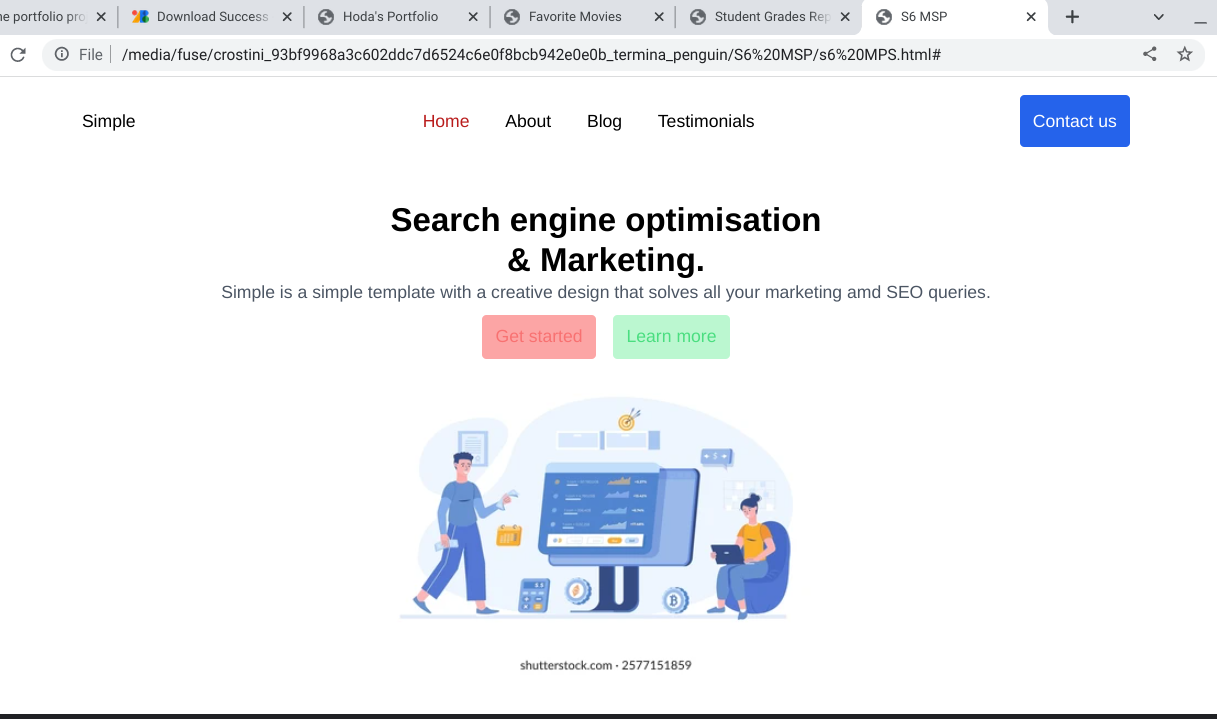 ne portfolio pro
Download Success
Hoda's Portfolio
Favorite Movies
Student Grades Rep
S6 MSP
File
/media/fuse/crostini_93bf9968a3c602ddc7d6524c6e0f8bcb942e0e0b_termina_penguin/S6%20MSP/s6%20MPS.html#
Simple
Home
About
Blog
Testimonials
Contact us
Search engine optimisation
& Marketing.
Simple is a simple template with a creative design that solves all your marketing amd SEO queries.
Get started
Learn more
shutterstock.com · 2577151859